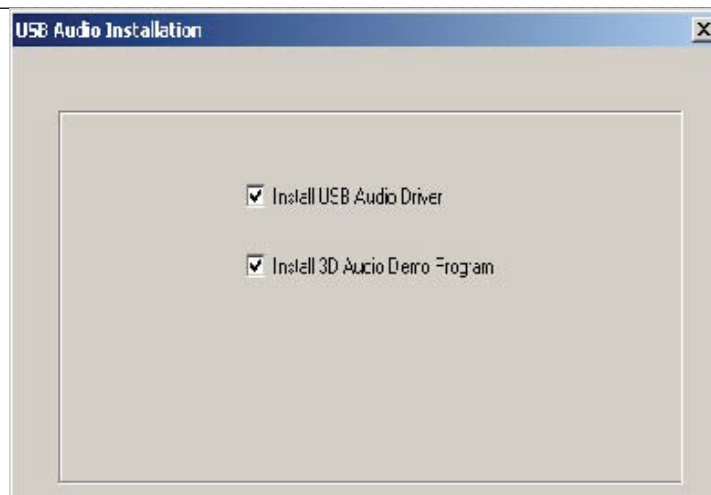 USB Audio Installation
Install USB Audio Driver
Install 3D Audio Demo Program